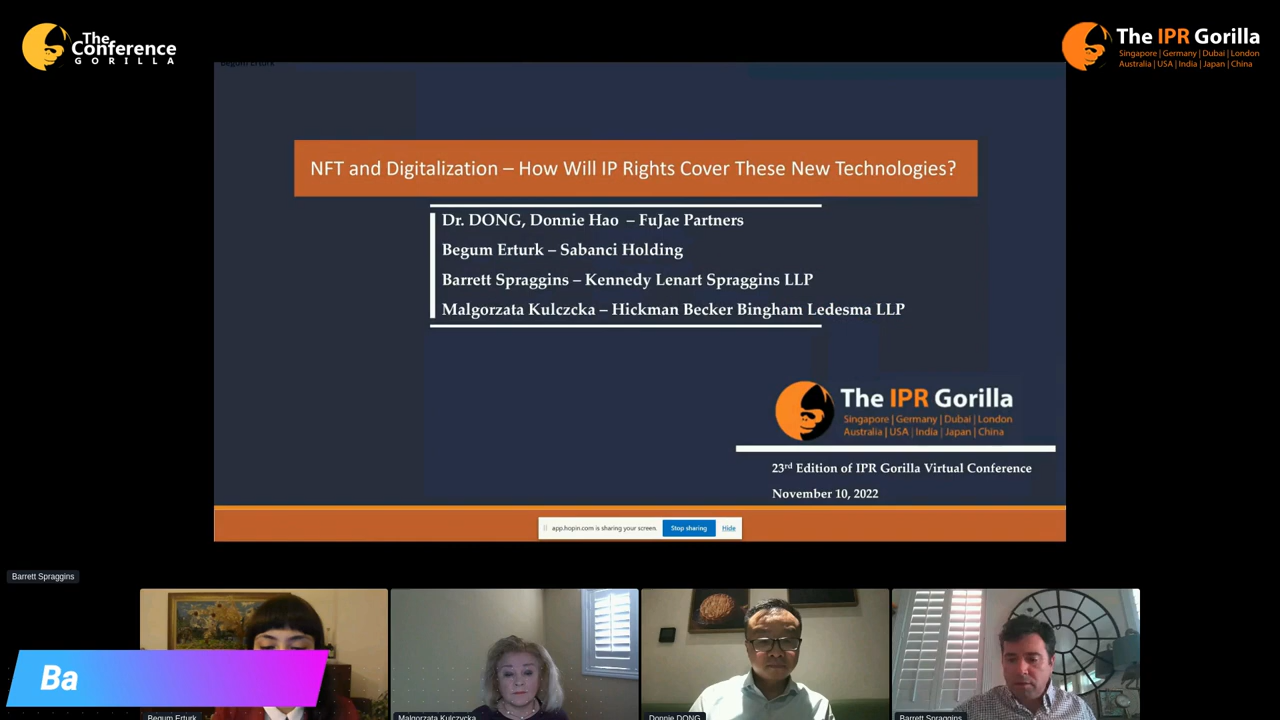 The
Conference
GORILLA
The IPR Gorilla
Singapore | Germany | Dubai | London
Australia | USA | India | Japan | China
Begum Erturk
NFT and Digitalization – How Will IP Rights Cover These New Technologies?
Dr. DONG, Donnie Hao – FuJae Partners
Begum Erturk – Sabanci Holding
Barrett Spraggins – Kennedy Lenart Spraggins LLP
Malgorzata Kulczcka – Hickman Becker Bingham Ledesma LLP
The IPR Gorilla
Singapore | Germany | Dubai | London
Australia | USA | India | Japan | China
23rd Edition of IPR Gorilla Virtual Conference
November 10, 2022
app.hopin.com is sharing your screen.
Stop sharing
Hide
Barrett Spraggins
Ba
Begum Erturk
Malgorzata Kulczycka
Donnie DONG
Barrett Spraggins